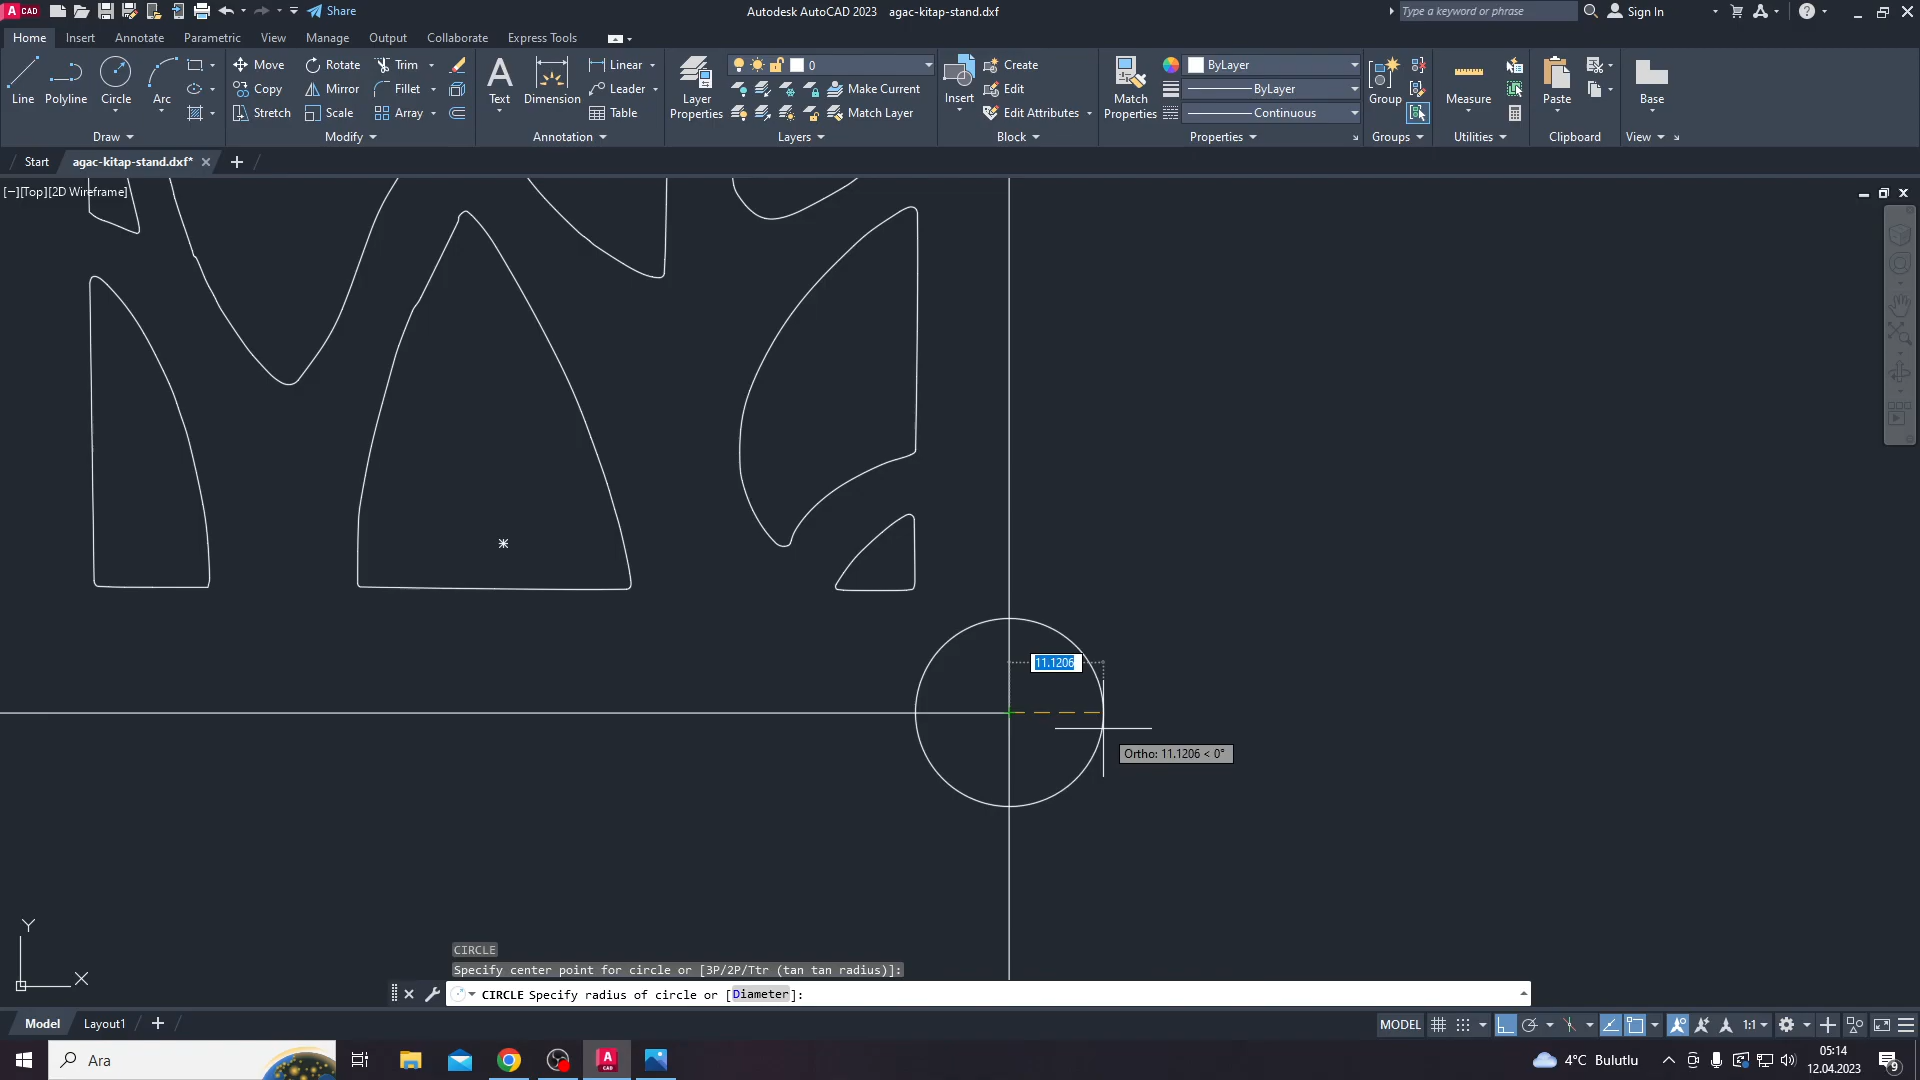 CAD Share Autodesk AutoCAD 2023 agac-kitap-stand.dxf Type a keyword or phrase Sign In
Home Insert Annotate Parametric View Manage Output Collaborate Express Tools
Line Polyline Circle Arc
Move Rotate Trim
Copy Mirror Fillet
Stretch Scale Array
Text Dimension
Linear
Leader
Table
Layer Properties
0
Make Current
Match Layer
Insert
Create
Edit
Edit Attributes
Match Properties
ByLayer
ByLayer
Continuous
Group
Measure
Paste
Base
Draw Modify Annotation Layers Block Properties Groups Utilities Clipboard View
Start agac-kitap-stand.dxf*
[−][Top][2D Wireframe]
11.1206
Ortho: 11.1206 < 0°
Y
X
CIRCLE
Specify center point for circle or [3P/2P/Ttr (tan tan radius)]:
CIRCLE Specify radius of circle or [Diameter]:
Model Layout1 MODEL 1:1
Ara 4°C Bulutlu 05:14
12.04.2023
9